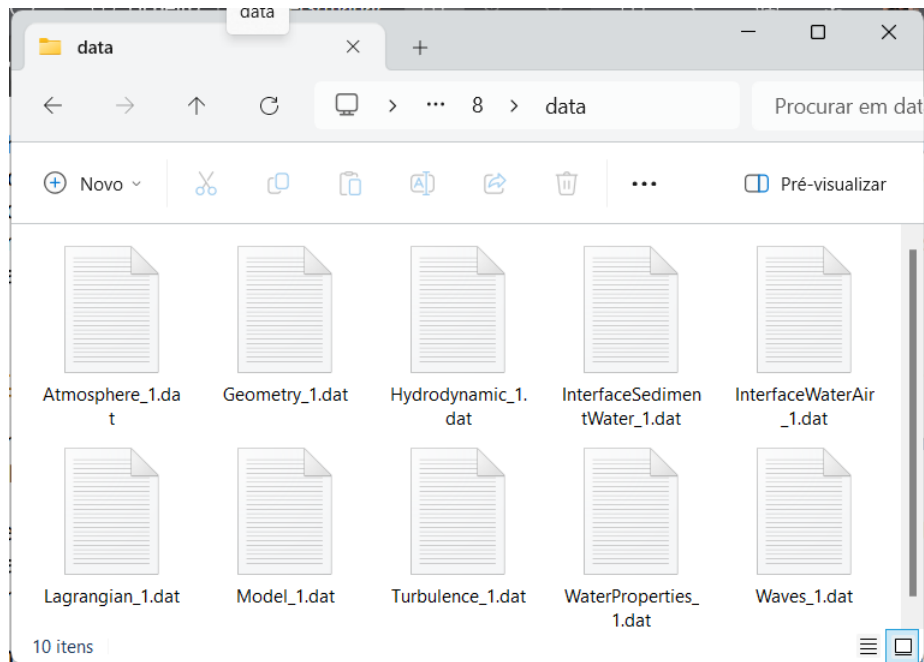 data
data
8 > data
Procurar em dat
Novo
Pré-visualizar
Atmosphere_1.da
t
Geometry_1.dat
Hydrodynamic_1.
dat
InterfaceSedimen
tWater_1.dat
InterfaceWaterAir
_1.dat
Lagrangian_1.dat
Model_1.dat
Turbulence_1.dat
WaterProperties_
1.dat
Waves_1.dat
10 itens